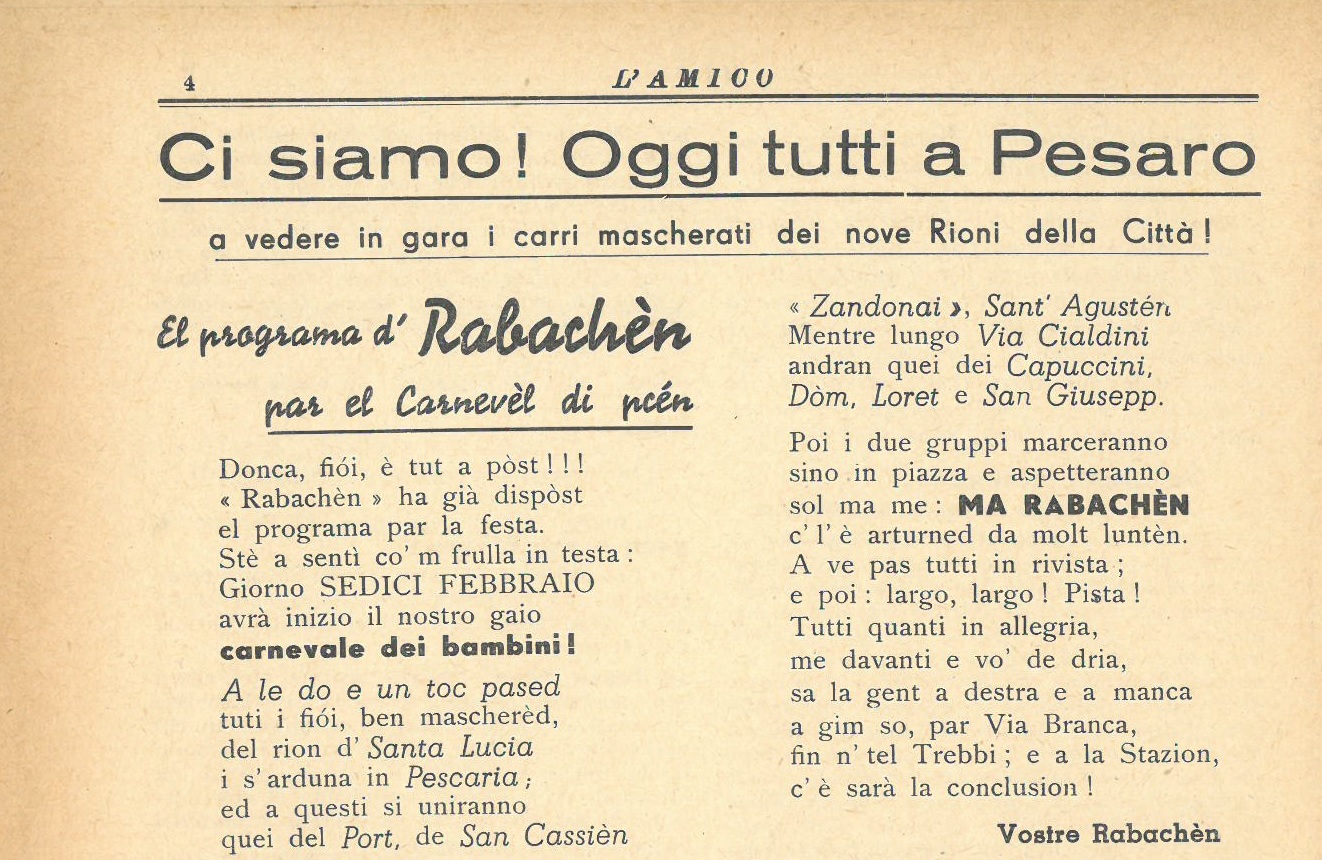 4
L'AMICO
Ci siamo! Oggi tutti a Pesaro
a vedere in gara i carri mascherati dei nove Rioni della Città!
El programa d' Rabachèn
par el Carnevèl di pcén
Donca, fiói, è tut a pòst!!!
« Rabachèn » ha già dispòst
el programa par la festa.
Stè a sentì co' m frulla in testa:
Giorno SEDICI FEBBRAIO
avrà inizio il nostro gaio
carnevale dei bambini!
A le do e un toc pased
tuti i fiói, ben mascherèd,
del rion d' Santa Lucia
i s'arduna in Pescaria;
ed a questi si uniranno
quei del Port, de San Cassièn
« Zandonai », Sant' Agustén
Mentre lungo Via Cialdini
andran quei dei Capuccini,
Dòm, Loret e San Giusepp.
Poi i due gruppi marceranno
sino in piazza e aspetteranno
sol ma me: MA RABACHÈN
c' l' è arturned da molt luntèn.
A ve pas tutti in rivista;
e poi: largo, largo! Pista!
Tutti quanti in allegria,
me davanti e vo' de dria,
sa la gent a destra e a manca
a gim so, par Via Branca,
fin n' tel Trebbi; e a la Stazion,
c' è sarà la conclusion!
Vostre Rabachèn